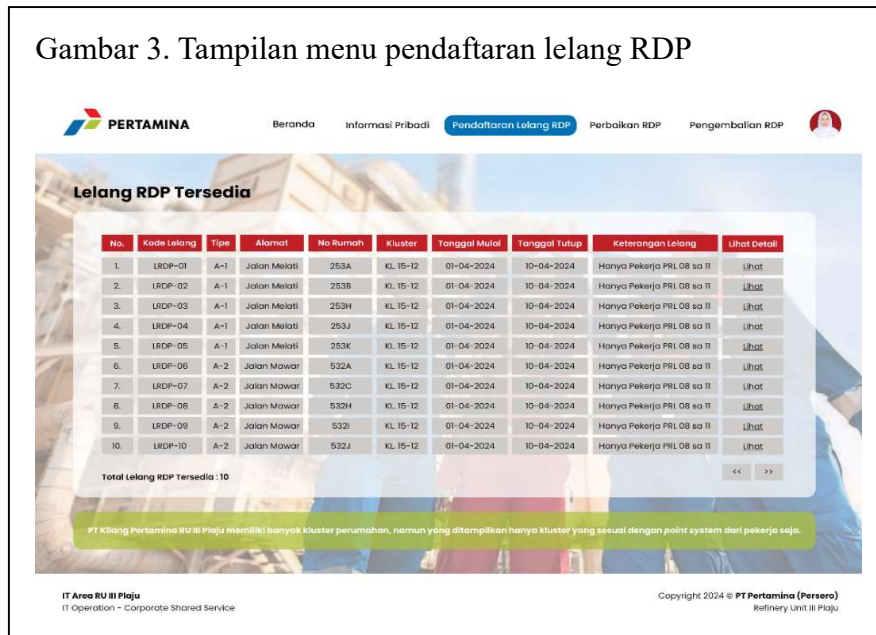 Gambar 3. Tampilan menu pendaftaran lelang RDP
PERTAMINA Beranda Informasi Pribadi Pendaftaran Lelang RDP Perbaikan RDP Pengembalian RDP
Lelang RDP Tersedia
No. Kode Lelang Tipe Alamat No Rumah Kluster Tanggal Mulai Tanggal Tutup Keterangan Lelang Lihat Detail
1. LRDP-01 A-1 Jalan Melati 253A KL. 15-12 01-04-2024 10-04-2024 Hanya Pekerja PRL 08 sa 11 Lihat
2. LRDP-02 A-1 Jalan Melati 253B KL. 15-12 01-04-2024 10-04-2024 Hanya Pekerja PRL 08 sa 11 Lihat
3. LRDP-03 A-1 Jalan Melati 253H KL. 15-12 01-04-2024 10-04-2024 Hanya Pekerja PRL 08 sa 11 Lihat
4. LRDP-04 A-1 Jalan Melati 253J KL. 15-12 01-04-2024 10-04-2024 Hanya Pekerja PRL 08 sa 11 Lihat
5. LRDP-05 A-1 Jalan Melati 253K KL. 15-12 01-04-2024 10-04-2024 Hanya Pekerja PRL 08 sa 11 Lihat
6. LRDP-06 A-2 Jalan Mawar 532A KL. 15-12 01-04-2024 10-04-2024 Hanya Pekerja PRL 08 sa 11 Lihat
7. LRDP-07 A-2 Jalan Mawar 532C KL. 15-12 01-04-2024 10-04-2024 Hanya Pekerja PRL 08 sa 11 Lihat
8. LRDP-08 A-2 Jalan Mawar 532H KL. 15-12 01-04-2024 10-04-2024 Hanya Pekerja PRL 08 sa 11 Lihat
9. LRDP-09 A-2 Jalan Mawar 532I KL. 15-12 01-04-2024 10-04-2024 Hanya Pekerja PRL 08 sa 11 Lihat
10. LRDP-10 A-2 Jalan Mawar 532J KL. 15-12 01-04-2024 10-04-2024 Hanya Pekerja PRL 08 sa 11 Lihat
Total Lelang RDP Tersedia : 10 << >>
PT Kilang Pertamina RU III Plaju memiliki banyak kluster perumahan, namun yang ditampilkan hanya kluster yang sesuai dengan point system dari pekerja saja.
IT Area RU III Plaju Copyright 2024 © PT Pertamina (Persero)
IT Operation - Corporate Shared Service Refinery Unit III Plaju